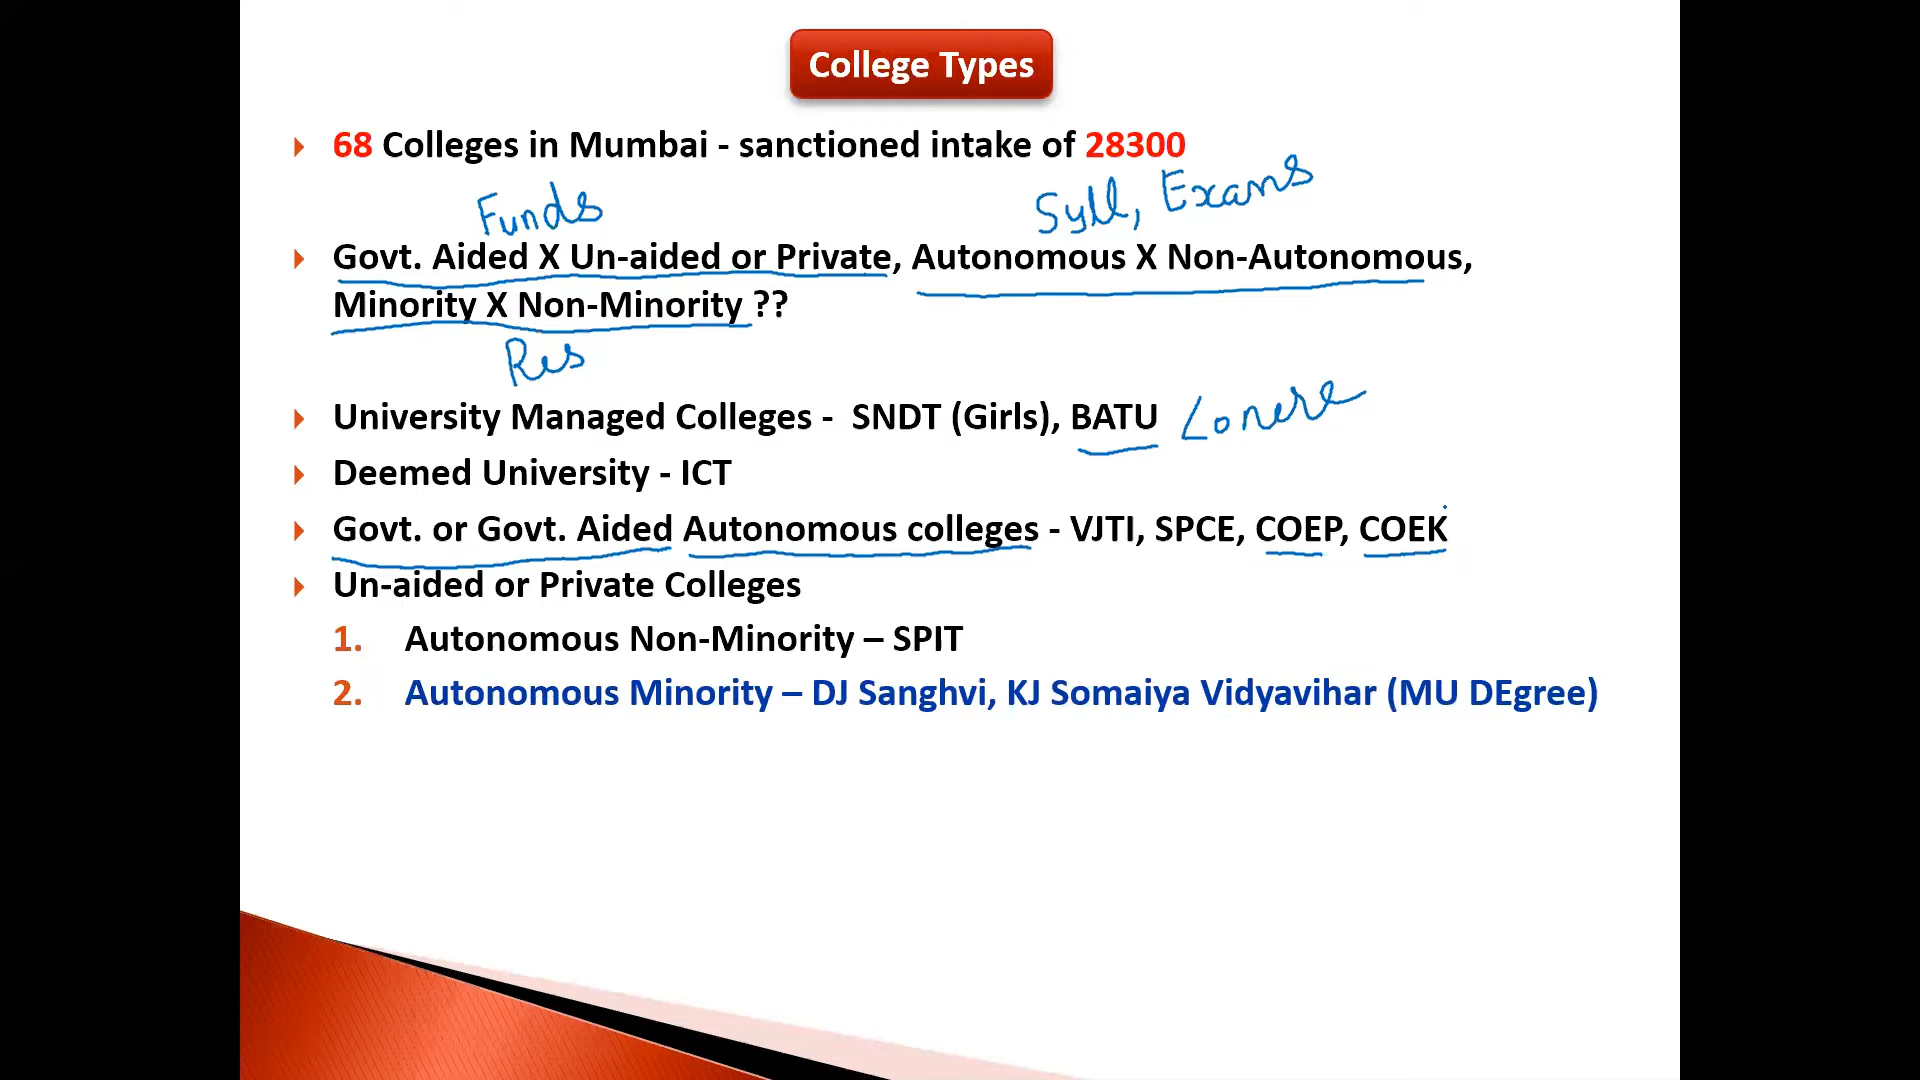 College Types
68 Colleges in Mumbai - sanctioned intake of 28300
Funds
Syll, Exams
Govt. Aided X Un-aided or Private, Autonomous X Non-Autonomous,
Minority X Non-Minority ??
Res
University Managed Colleges - SNDT (Girls), BATU Lonere
Deemed University - ICT
Govt. or Govt. Aided Autonomous colleges - VJTI, SPCE, COEP, COEK
Un-aided or Private Colleges
1. Autonomous Non-Minority – SPIT
2. Autonomous Minority – DJ Sanghvi, KJ Somaiya Vidyavihar (MU DEgree)